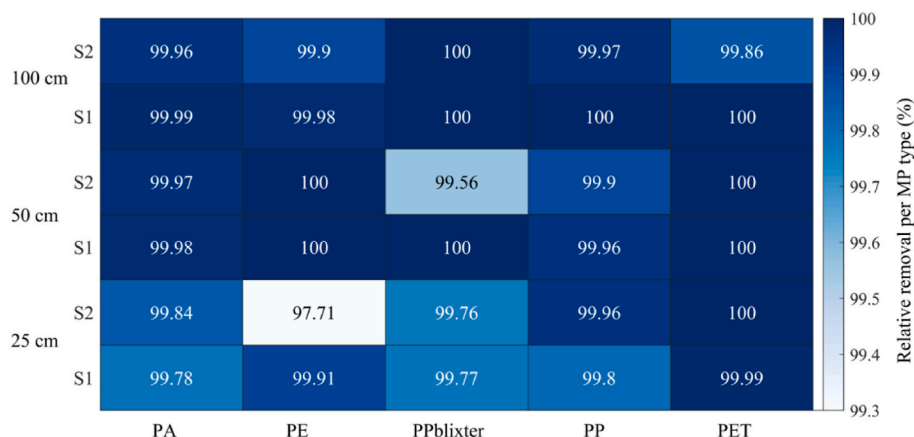 S2 99.96 99.9 100 99.97 99.86
100 cm
S1 99.99 99.98 100 100 100
S2 99.97 100 99.56 99.9 100
50 cm
S1 99.98 100 100 99.96 100
S2 99.84 97.71 99.76 99.96 100
25 cm
S1 99.78 99.91 99.77 99.8 99.99
PA PE PPblixter PP PET
100
99.9
99.8
99.7
99.6
99.5
99.4
99.3
Relative removal per MP type (%)